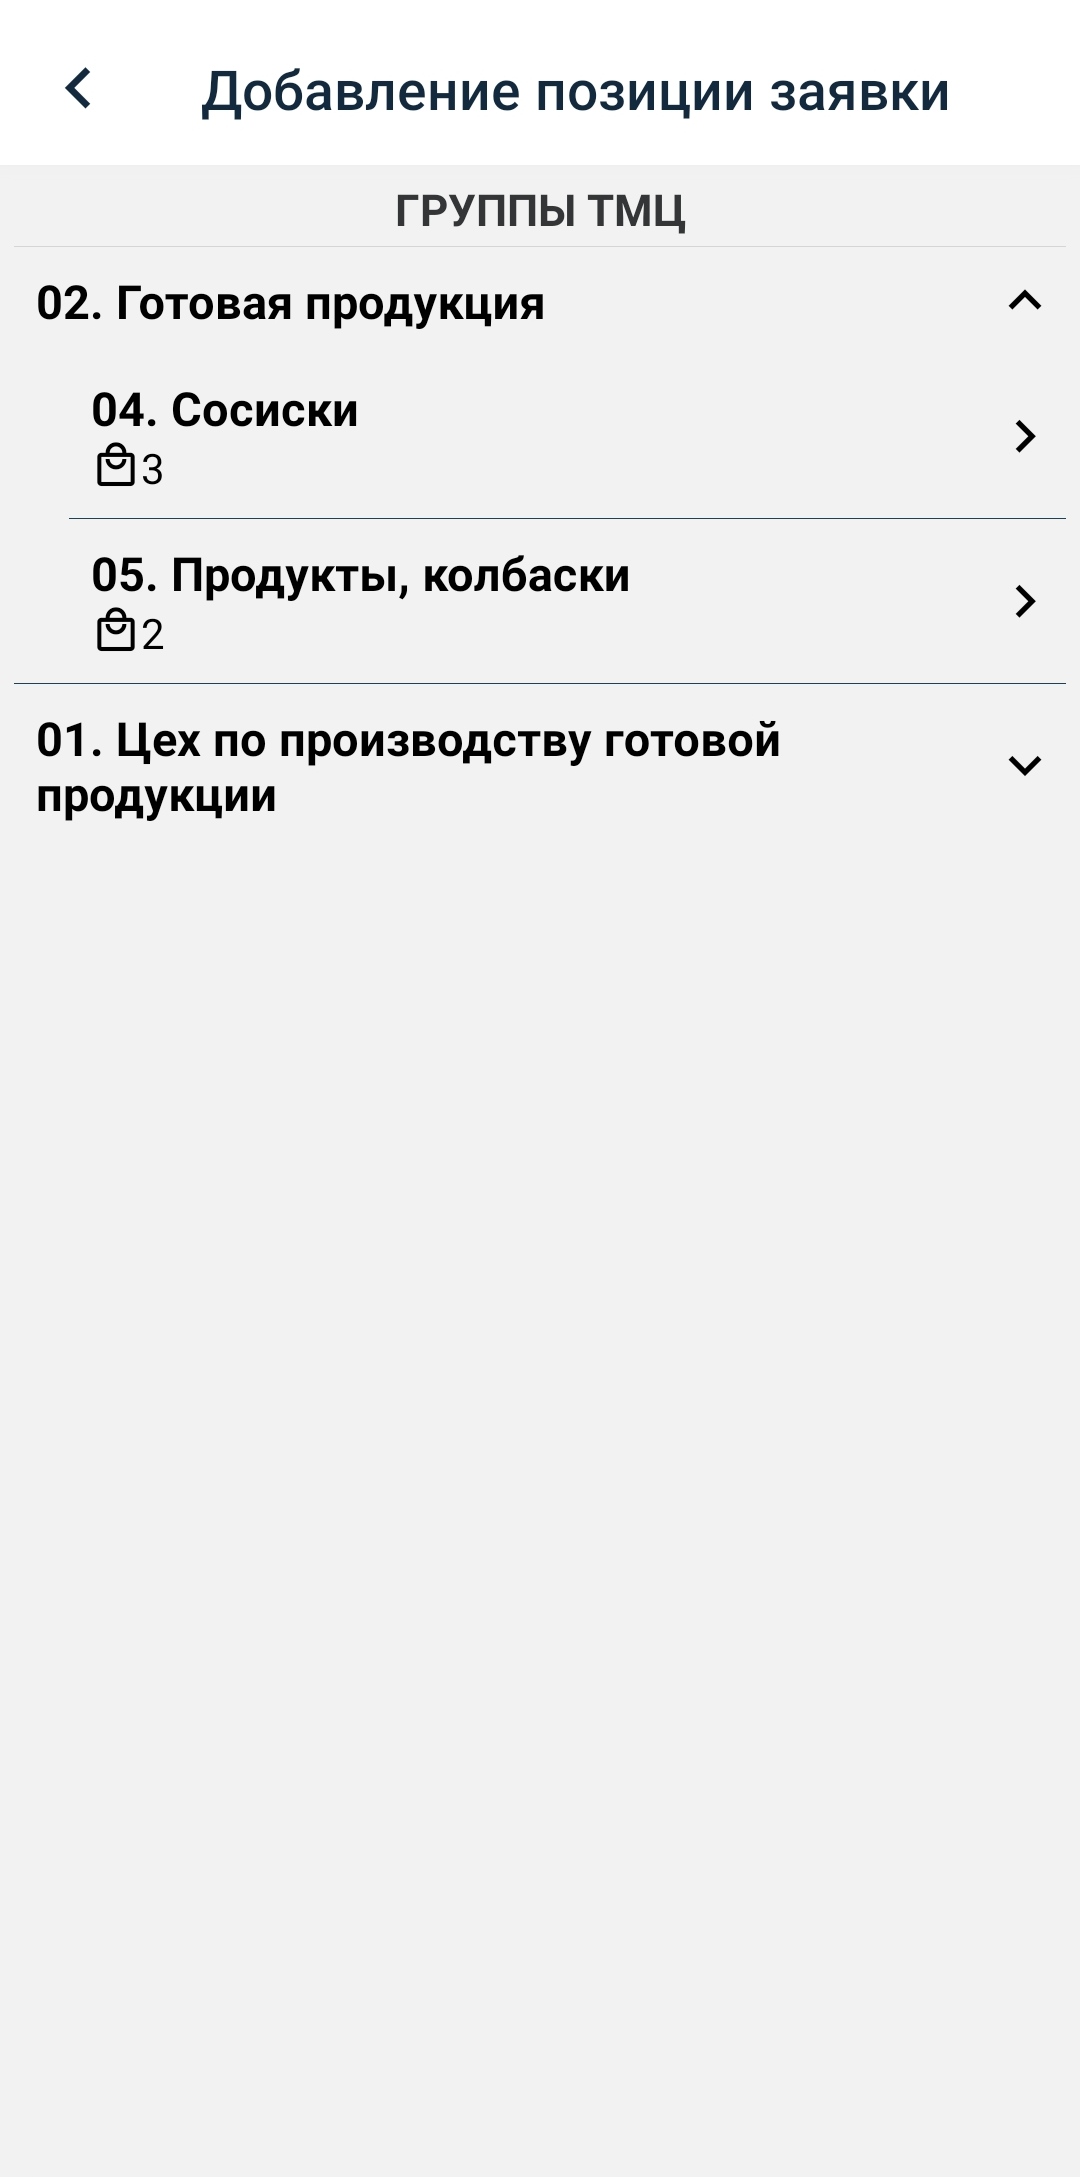 Добавление позиции заявки
ГРУППЫ ТМЦ
02. Готовая продукция
04. Сосиски
3
05. Продукты, колбаски
2
01. Цех по производству готовой
продукции